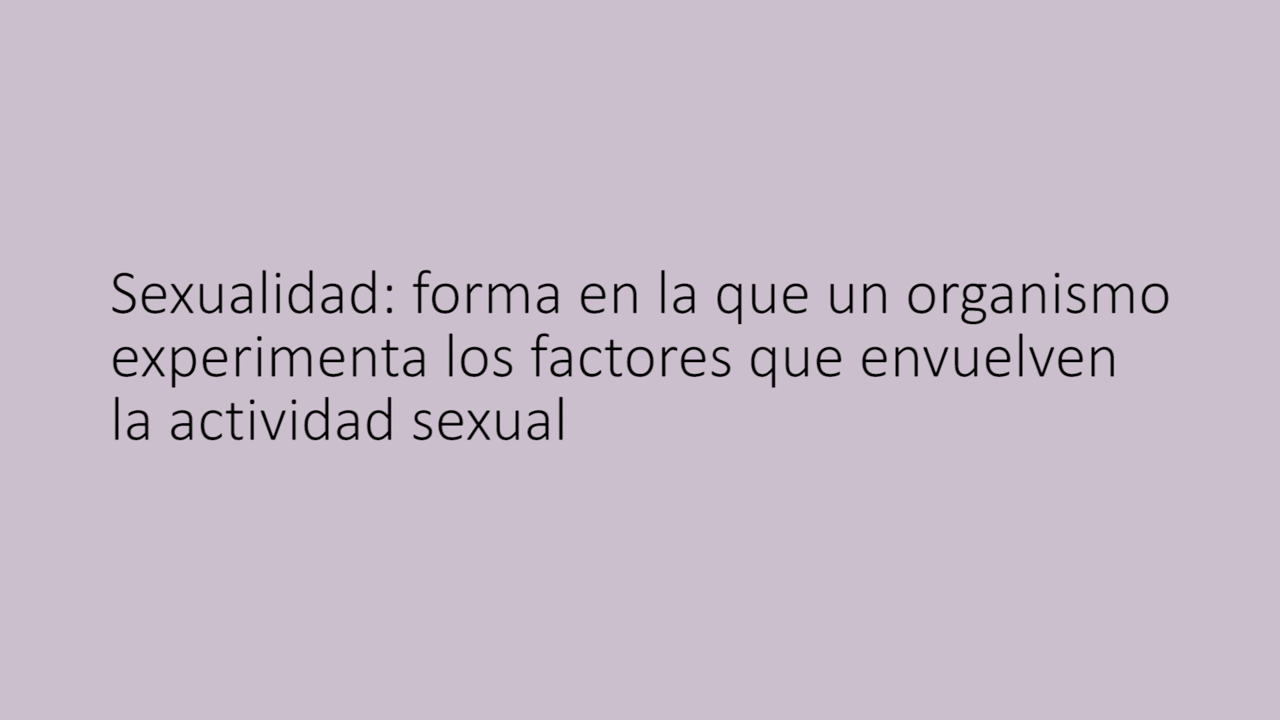 Sexualidad: forma en la que un organismo
experimenta los factores que envuelven
la actividad sexual